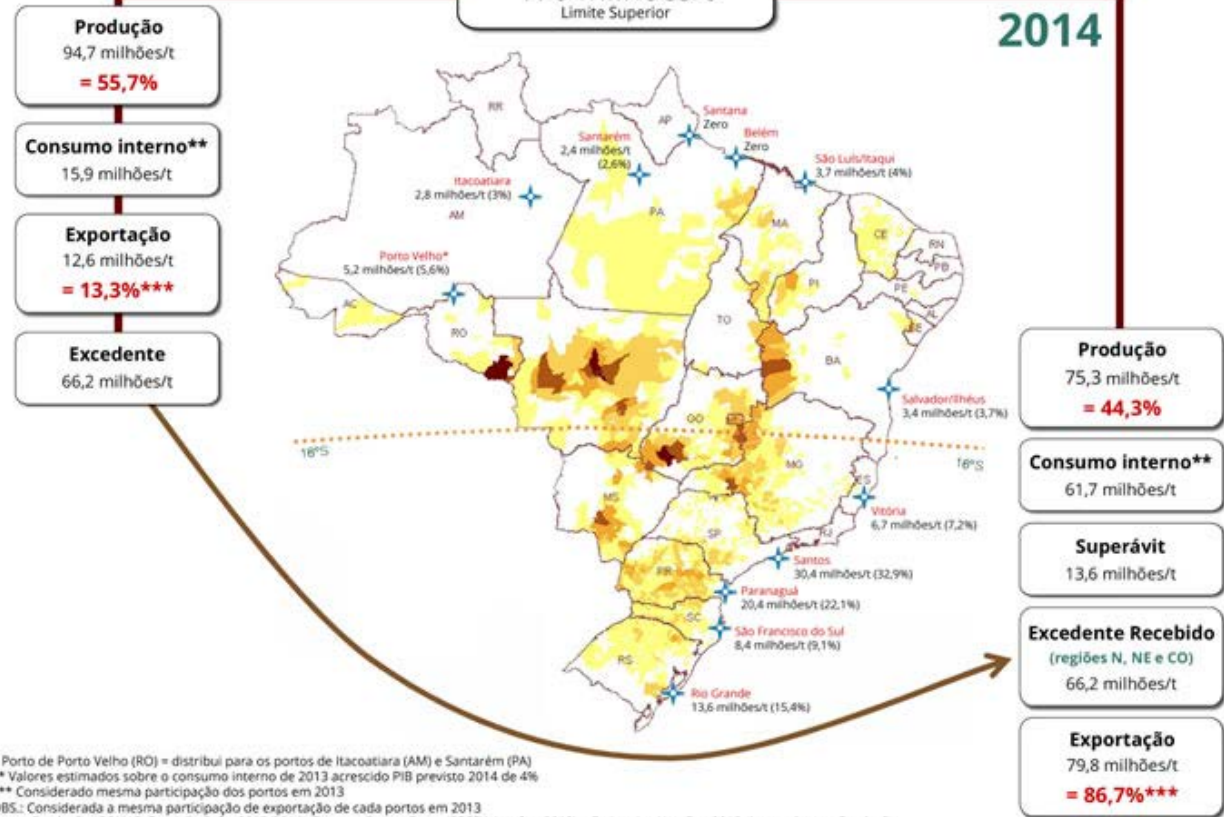 Limite Superior
2014
Produção
94,7 milhões/t
= 55,7%
Consumo interno**
15,9 milhões/t
Exportação
12,6 milhões/t
= 13,3%***
Excedente
66,2 milhões/t
RR
AP
Santana
Zero
Belém
Zero
Santarém
2,4 milhões/t
(2,6%)
São Luís/Itaqui
3,7 milhões/t (4%)
Itacoatiara
2,8 milhões/t (3%)
AM
PA
MA
CE
RN
PB
PE
AL
SE
PI
Porto Velho*
5,2 milhões/t (5,6%)
AC
RO
TO
BA
Salvador/Ilhéus
3,4 milhões/t (3,7%)
GO
16°S
16°S
MG
ES
Vitória
6,7 milhões/t (7,2%)
MS
SP
RJ
Santos
30,4 milhões/t (32,9%)
PR
Paranaguá
20,4 milhões/t (22,1%)
SC
São Francisco do Sul
8,4 milhões/t (9,1%)
RS
Rio Grande
13,6 milhões/t (15,4%)
Produção
75,3 milhões/t
= 44,3%
Consumo interno**
61,7 milhões/t
Superávit
13,6 milhões/t
Excedente Recebido
(regiões N, NE e CO)
66,2 milhões/t
Exportação
79,8 milhões/t
= 86,7%***
Porto de Porto Velho (RO) = distribui para os portos de Itacoatiara (AM) e Santarém (PA)
* Valores estimados sobre o consumo interno de 2013 acrescido PIB previsto 2014 de 4%
** Considerado mesma participação dos portos em 2013
BS.: Considerada a mesma participação de exportação de cada portos em 2013